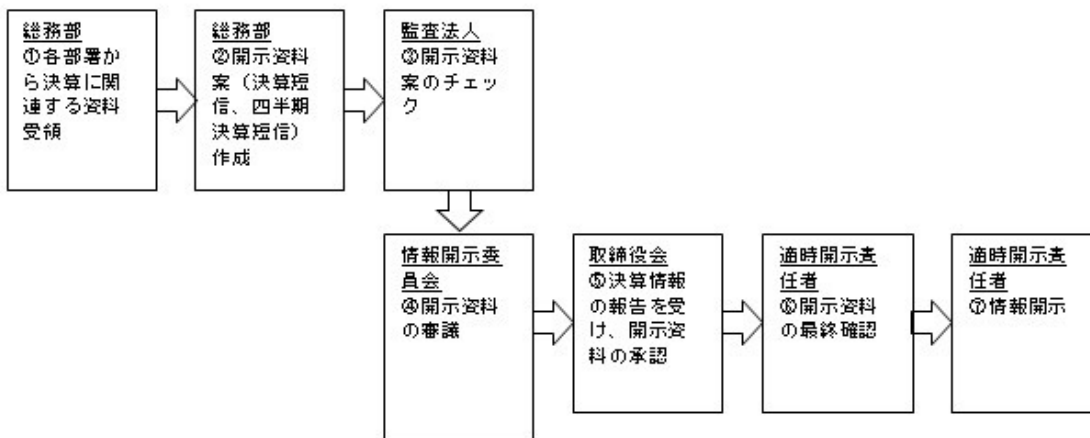 総務部
①各部署か
ら決算に関
連する資料
受領
総務部
②開示資料
案（決算短
信、四半期
決算短信）
作成
監査法人
③開示資料
案のチェッ
ク
情報開示委
員会
④開示資料
の審議
取締役会
⑤決算情報
の報告を受
け、開示資
料の承認
適時開示責
任者
⑥開示資料
の最終確認
適時開示責
任者
⑦情報開示